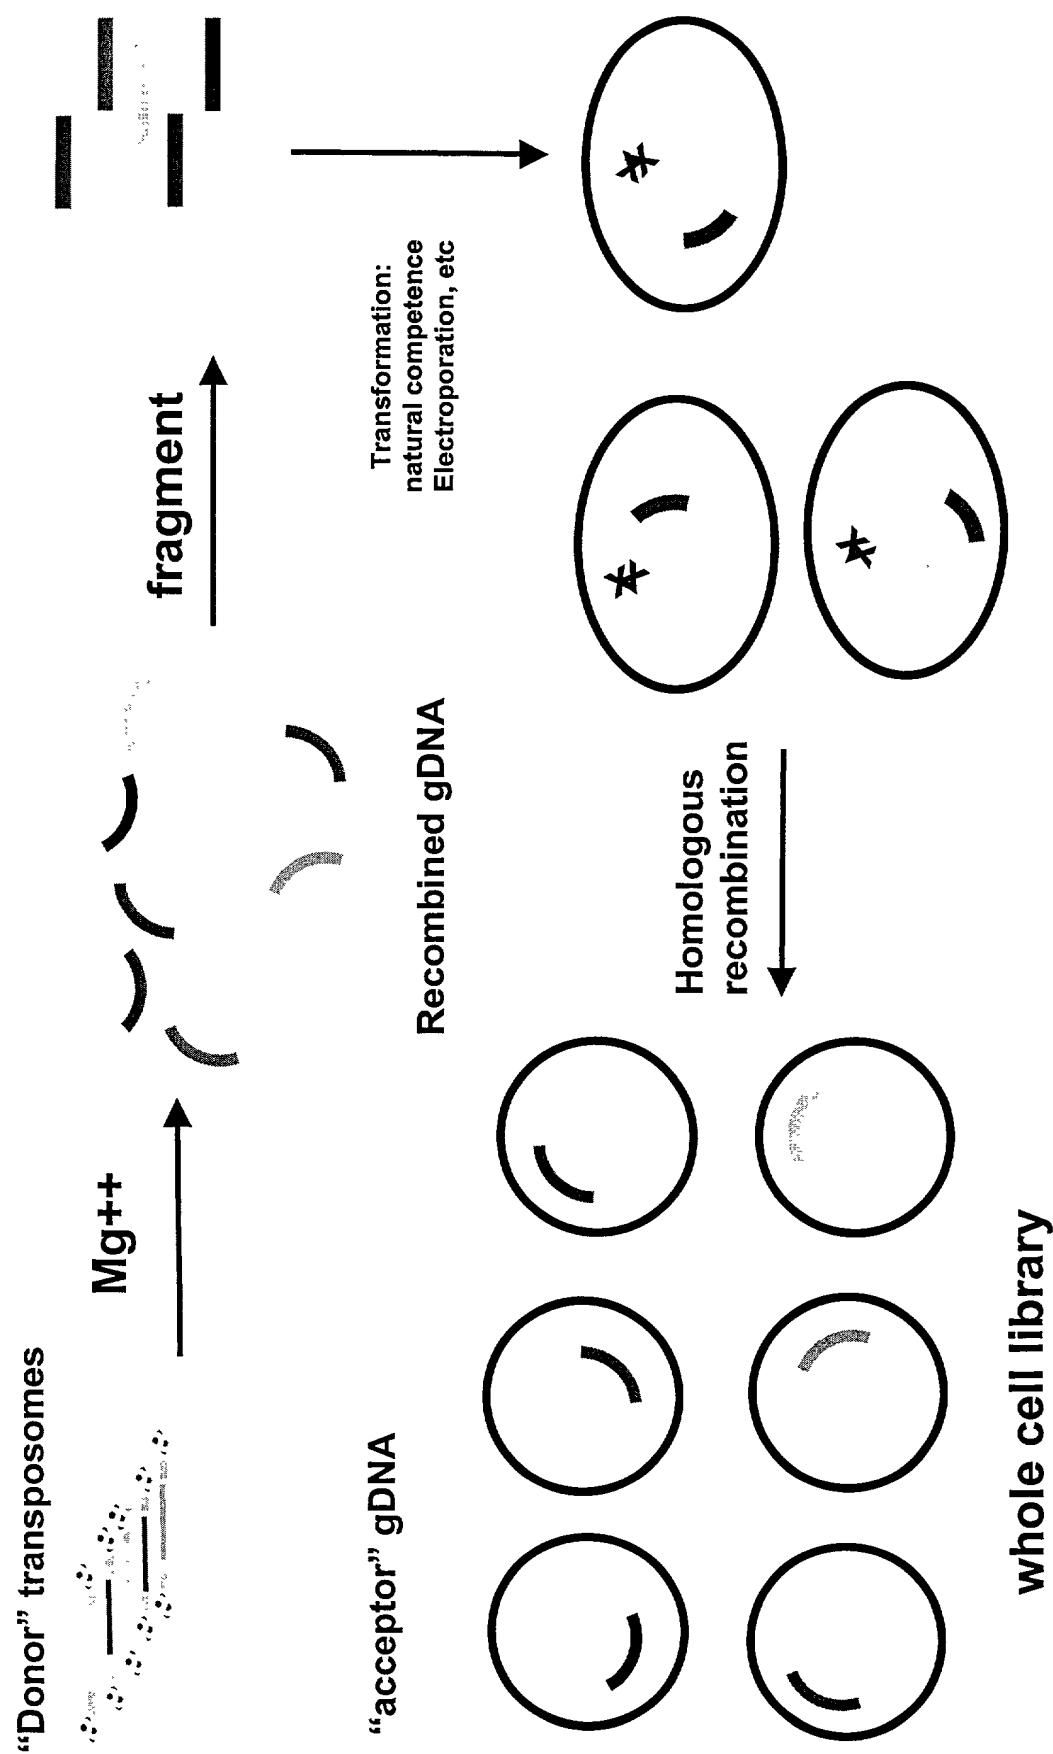 “Donor” transposomes
Mg++
“acceptor” gDNA
Recombined gDNA
fragment
Transformation:
natural competence
Electroporation, etc
Homologous
recombination
whole cell library